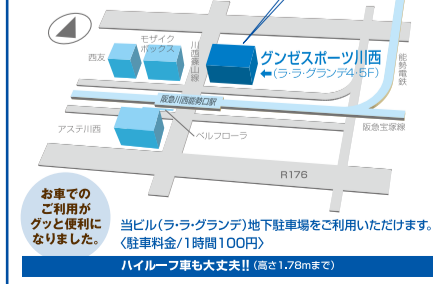 モザイク
ボックス
西友
川西篠山線
グンゼスポーツ川西
←(ラ・ラ・グランデ4・5F)
能勢電鉄
阪急川西能勢口駅
アステ川西
ベルフローラ
阪急宝塚線
R176
お車での
ご利用が
グッと便利に
なりました。
当ビル(ラ・ラ・グランデ)地下駐車場をご利用いただけます。
〈駐車料金/1時間100円〉
ハイルーフ車も大丈夫!!(高さ1.78mまで)